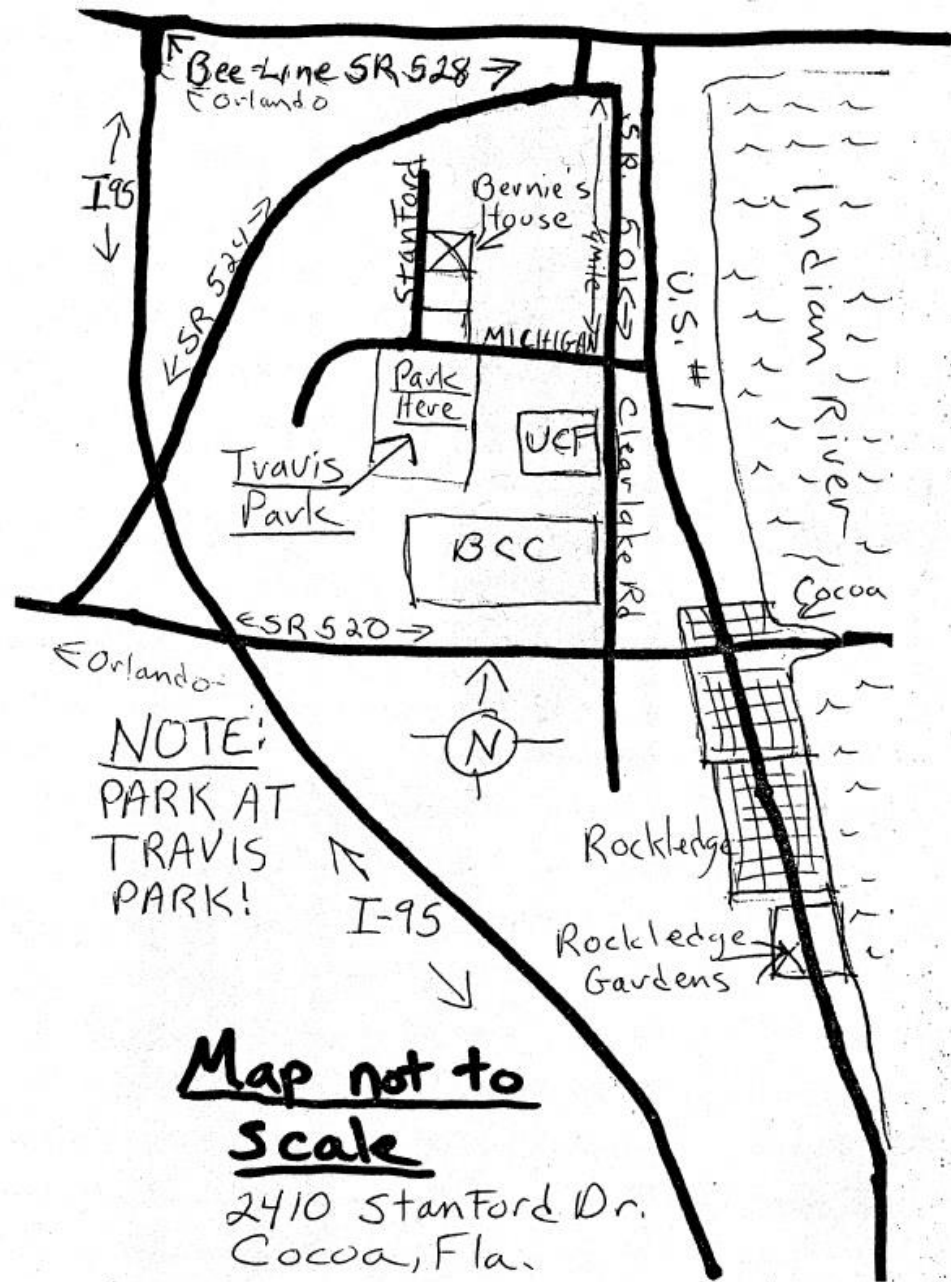 Bee-Line SR 528 →
← Orlando
I 95
← SR 524 →
Stanford
Bernie's
House
1/4 mile
S.R. 501 ↔
U.S. #1
Indian River
MICHIGAN
Park
Here
Travis
Park
UCF
Clearlake Rd
BCC
Cocoa
← SR 520 →
← Orlando
N
NOTE:
PARK AT
TRAVIS
PARK!
I-95
Rockledge
Rockledge
Gardens
Map not to
Scale
2410 Stanford Dr.
Cocoa, Fla.